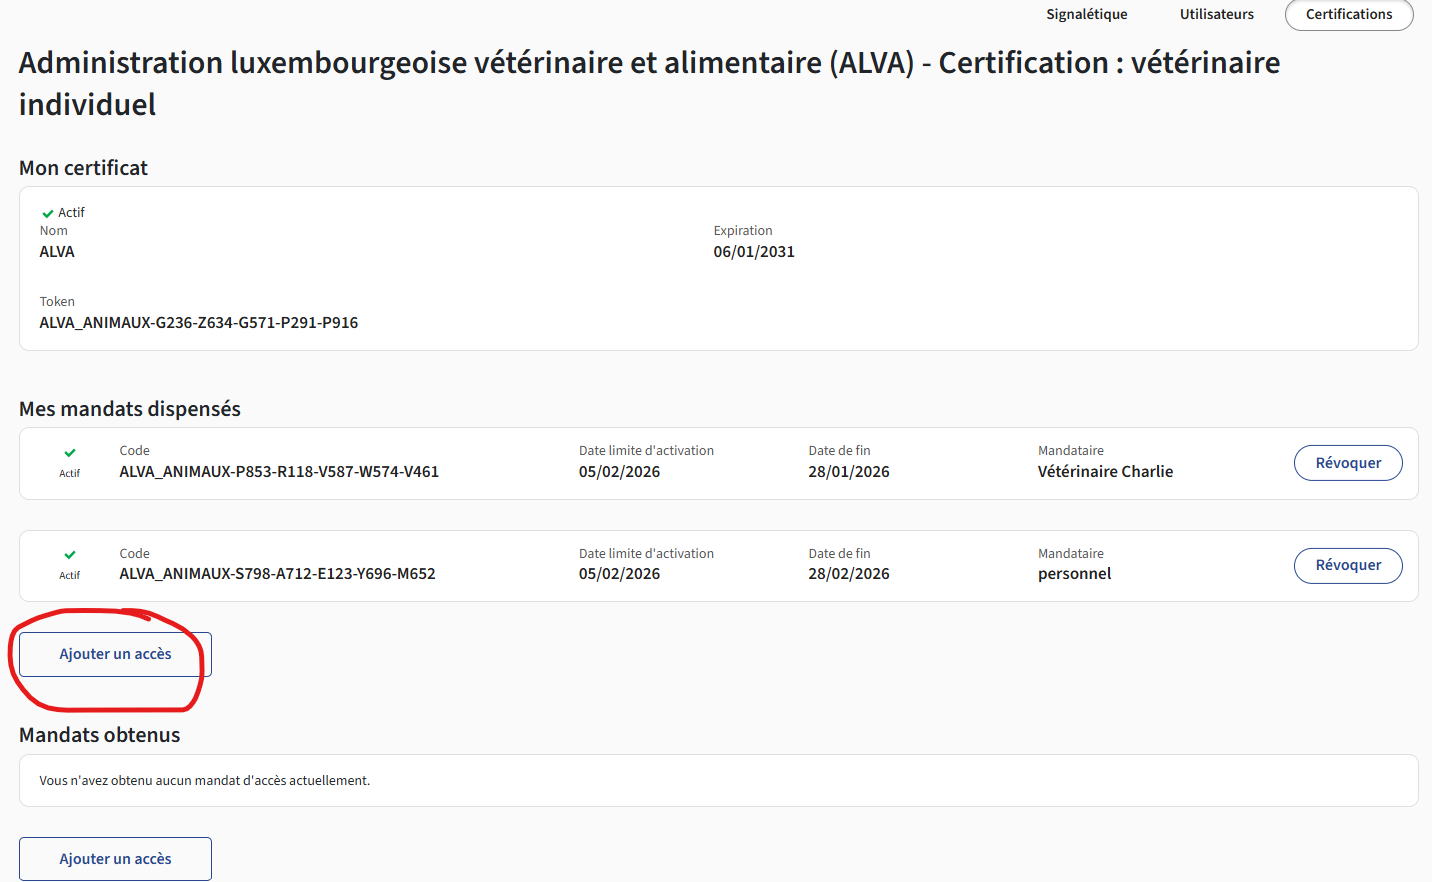 Signalétique Utilisateurs Certifications
Administration luxembourgeoise vétérinaire et alimentaire (ALVA) - Certification : vétérinaire
individuel
Mon certificat
Actif
Nom Expiration
ALVA 06/01/2031
Token
ALVA_ANIMAUX-G236-Z634-G571-P291-P916
Mes mandats dispensés
Code Date limite d'activation Date de fin Mandataire
Actif ALVA_ANIMAUX-P853-R118-V587-W574-V461 05/02/2026 28/01/2026 Vétérinaire Charlie Révoquer
Code Date limite d'activation Date de fin Mandataire
Actif ALVA_ANIMAUX-S798-A712-E123-Y696-M652 05/02/2026 28/02/2026 personnel Révoquer
Ajouter un accès
Mandats obtenus
Vous n'avez obtenu aucun mandat d'accès actuellement.
Ajouter un accès